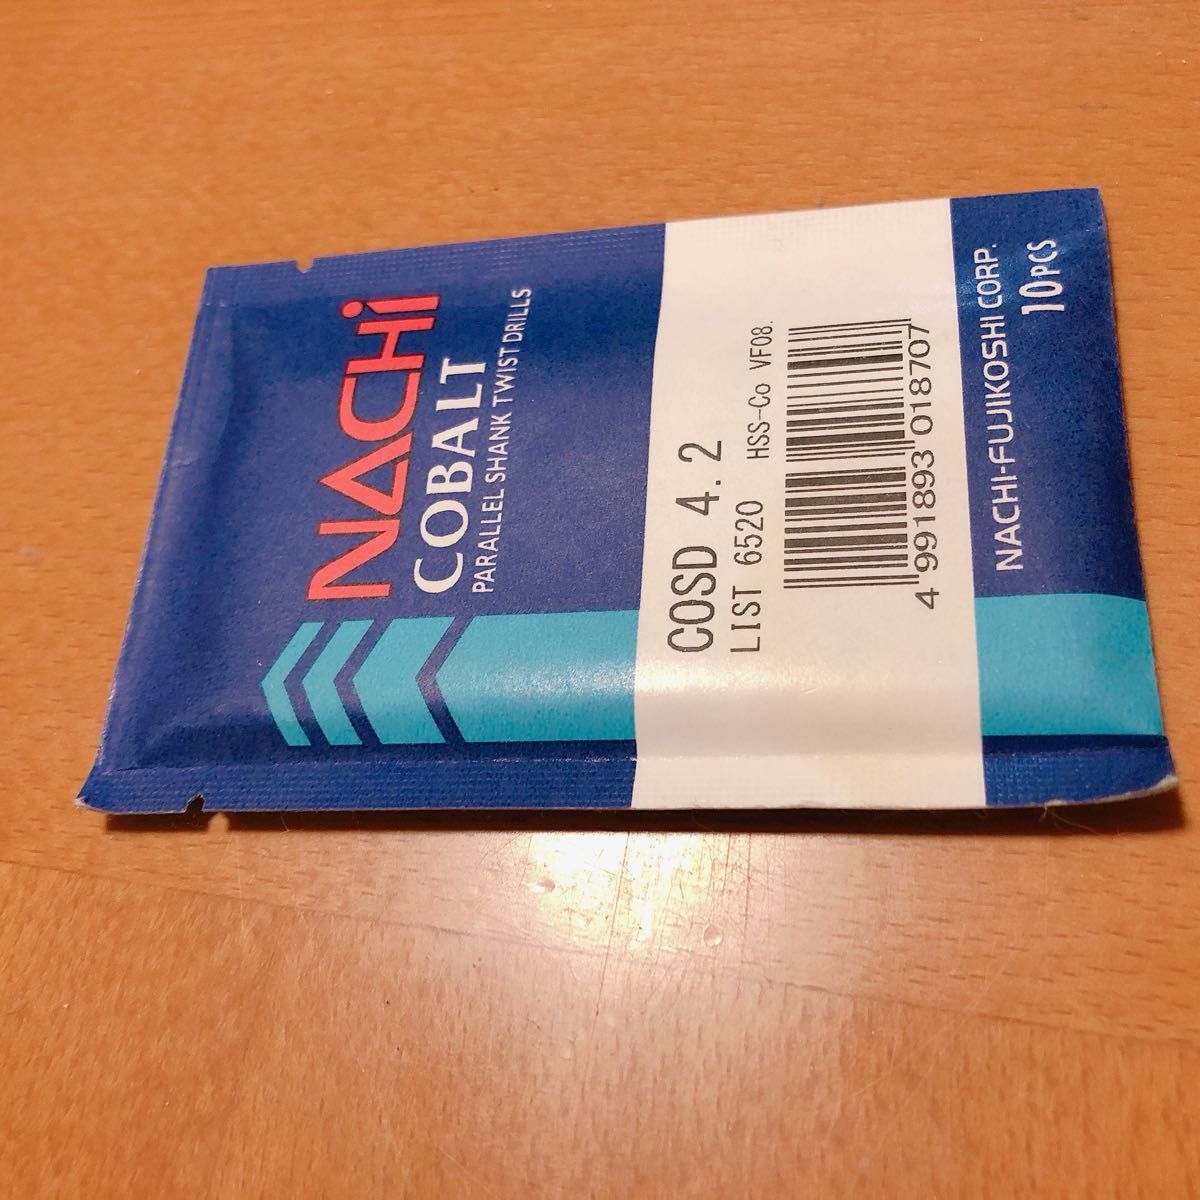 NACHi
COBALT
PARALLEL SHANK TWIST DRILLS
COSD 4.2
LIST 6520 HSS-Co VF08.
4 991893 018707
NACHI-FUJIKOSHI CORP.
10PCS